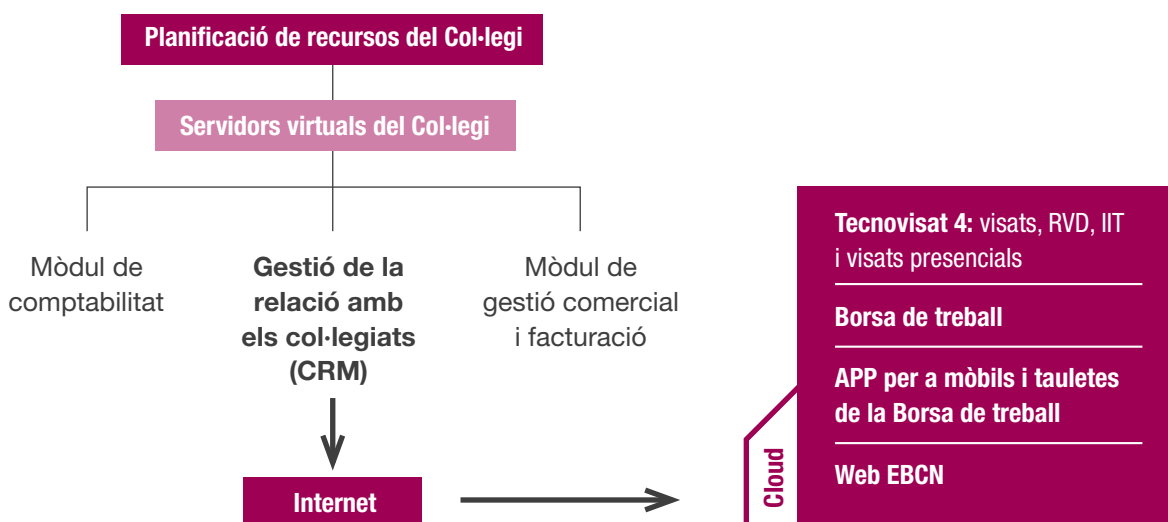 Planificació de recursos del Col·legi
Servidors virtuals del Col·legi
Mòdul de
comptabilitat
Gestió de la
relació amb
els col·legiats
(CRM)
Mòdul de
gestió comercial
i facturació
Internet
Cloud
Tecnovisat 4: visats, RVD, IIT
i visats presencials
Borsa de treball
APP per a mòbils i tauletes
de la Borsa de treball
Web EBCN